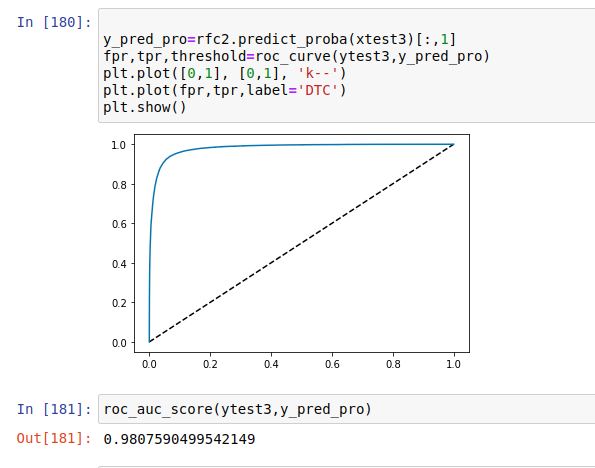 In [180]:
y_pred_pro=rfc2.predict_proba(xtest3)[:,1]
fpr,tpr,threshold=roc_curve(ytest3,y_pred_pro)
plt.plot([0,1], [0,1], 'k--')
plt.plot(fpr,tpr,label='DTC')
plt.show()
1.0
0.8
0.6
0.4
0.2
0.0
0.0 0.2 0.4 0.6 0.8 1.0
In [181]: roc_auc_score(ytest3,y_pred_pro)
Out[181]: 0.9807590499542149